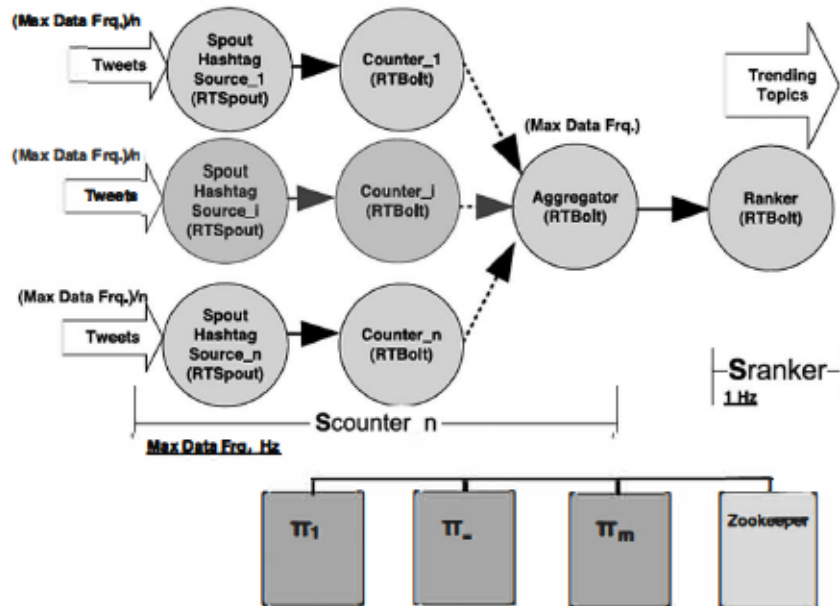 (Max Data Frq.)/n
Tweets
Spout
Hashtag
Source_1
(RTSpout)
Counter_1
(RTBolt)
Trending
Topics
(Max Data Frq.)/n
Tweets
Spout
Hashtag
Source_i
(RTSpout)
Counter_i
(RTBolt)
(Max Data Frq.)
Aggregator
(RTBolt)
Ranker
(RTBolt)
(Max Data Frq.)/n
Tweets
Spout
Hashtag
Source_n
(RTSpout)
Counter_n
(RTBolt)
Sranker
1 Hz
Scounter_n
Max Data Frq. Hz
π1
π
πm
Zookeeper